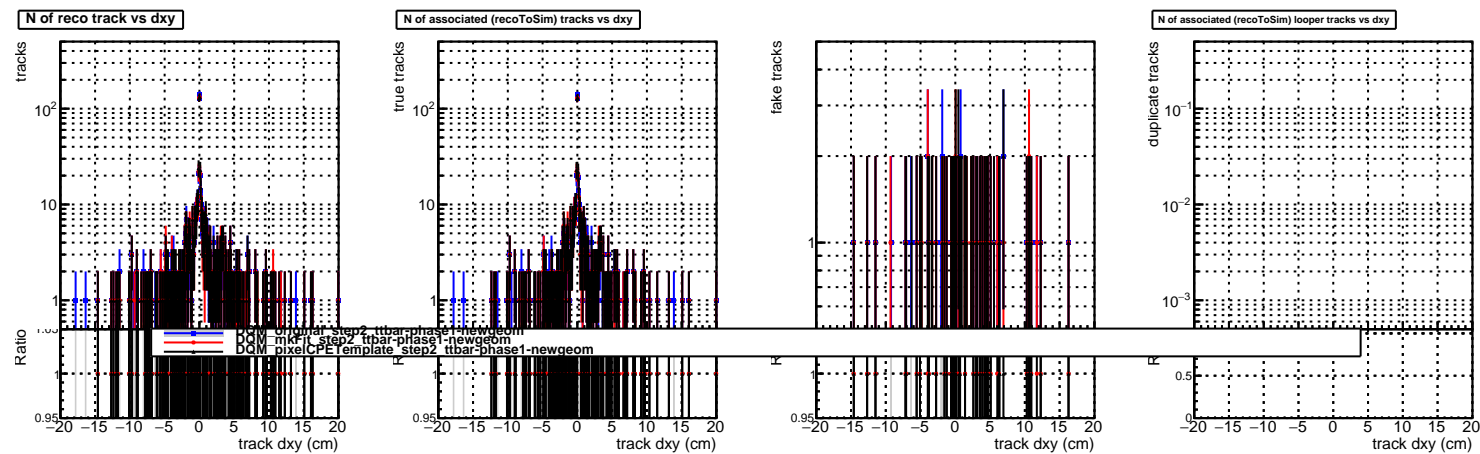 N of reco track vs dxy
N of associated (recoToSim) tracks vs dxy
N of associated (recoToSim) looper tracks vs dxy
tracks
10²
10
1
true tracks
10²
10
1
fake tracks
1
duplicate tracks
10⁻¹
10⁻²
10⁻³
DQM_original_step2_ttbar-phase1-newgeom
DQM_mkFit_step2_ttbar-phase1-newgeom
DQM_pixelCPETemplate_step2_ttbar-phase1-newgeom
Ratio
1
0.95
1
0.95
1
0.95
0.5
0
−20 −15 −10 −5 0 5 10 15 20
track dxy (cm)
−20 −15 −10 −5 0 5 10 15 20
track dxy (cm)
−20 −15 −10 −5 0 5 10 15 20
track dxy (cm)
−20 −15 −10 −5 0 5 10 15 20
track dxy (cm)